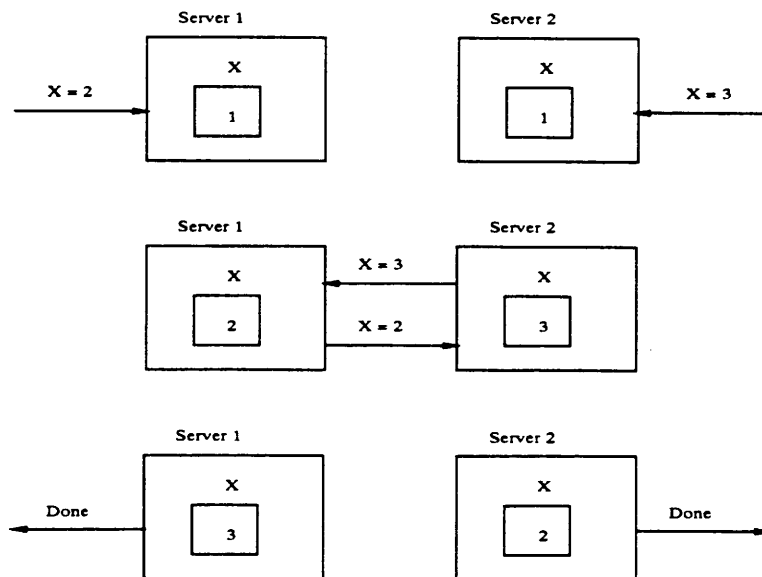 Server 1
Server 2
X
X
X = 2
X = 3
1
1
Server 1
Server 2
X = 3
X
X
2
X = 2
3
Server 1
Server 2
X
X
Done
Done
3
2